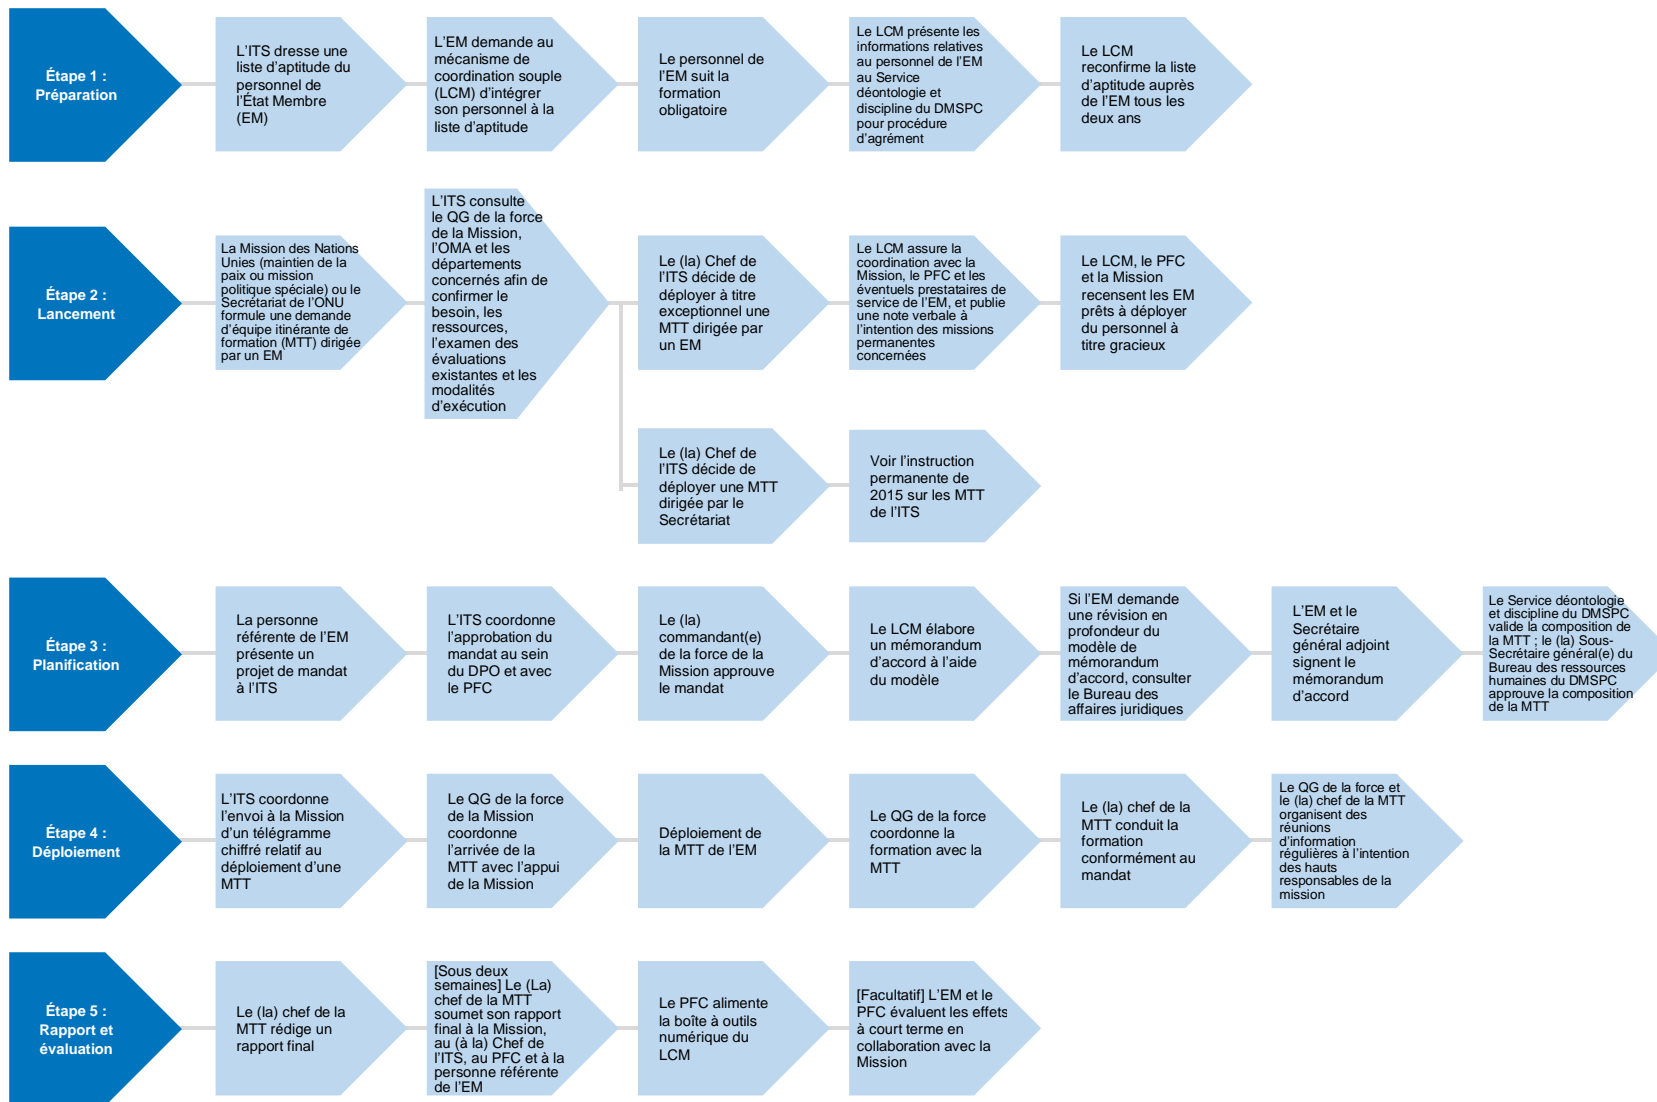 Étape 1 :
Préparation
L'ITS dresse une
liste d'aptitude du
personnel de
l'État Membre
(EM)
L'EM demande au
mécanisme de
coordination souple
(LCM) d'intégrer
son personnel à la
liste d'aptitude
Le personnel de
l'EM suit la
formation
obligatoire
Le LCM présente les
informations relatives
au personnel de l'EM
au Service
déontologie et
discipline du DMSPC
pour procédure
d'agrément
Le LCM
reconfirme la liste
d'aptitude auprès
de l'EM tous les
deux ans
Étape 2 :
Lancement
La Mission des Nations
Unies (maintien de la
paix ou mission
politique spéciale) ou le
Secrétariat de l'ONU
formule une demande
d'équipe itinérante de
formation (MTT) dirigée
par un EM
L'ITS consulte
le QG de la force
de la Mission,
l'OMA et les
départements
concernés afin de
confirmer le
besoin, les
ressources,
l'examen des
évaluations
existantes et les
modalités
d'exécution
Le (la) Chef de
l'ITS décide de
déployer à titre
exceptionnel une
MTT dirigée par
un EM
Le LCM assure la
coordination avec la
Mission, le PFC et les
éventuels prestataires de
service de l'EM, et publie
une note verbale à
l'intention des missions
permanentes
concernées
Le LCM, le PFC
et la Mission
recensent les EM
prêts à déployer
du personnel à
titre gracieux
Le (la) Chef de
l'ITS décide de
déployer une MTT
dirigée par le
Secrétariat
Voir l'instruction
permanente de
2015 sur les MTT
de l'ITS
Étape 3 :
Planification
La personne
référente de l'EM
présente un
projet de mandat
à l'ITS
L'ITS coordonne
l'approbation du
mandat au sein
du DPO et avec
le PFC
Le (la)
commandant(e)
de la force de la
Mission approuve
le mandat
Le LCM élabore
un mémorandum
d'accord à l'aide
du modèle
Si l'EM demande
une révision en
profondeur du
modèle de
mémorandum
d'accord, consulter
le Bureau des
affaires juridiques
L'EM et le
Secrétaire
général adjoint
signent le
mémorandum
d'accord
Le Service déontologie
et discipline du DMSPC
valide la composition de
la MTT ; le (la) Sous-
Secrétaire général(e) du
Bureau des ressources
humaines du DMSPC
approuve la composition
de la MTT
Étape 4 :
Déploiement
L'ITS coordonne
l'envoi à la Mission
d'un télégramme
chiffré relatif au
déploiement d'une
MTT
Le QG de la force
de la Mission
coordonne
l'arrivée de la
MTT avec l'appui
de la Mission
Déploiement de
la MTT de l'EM
Le QG de la force
coordonne la
formation avec la
MTT
Le (la) chef de la
MTT conduit la
formation
conformément au
mandat
Le QG de la force et
le (la) chef de la MTT
organisent des
réunions
d'information
régulières à l'intention
des hauts
responsables de la
mission
Étape 5 :
Rapport et
évaluation
Le (la) chef de la
MTT rédige un
rapport final
[Sous deux
semaines] Le (La)
chef de la MTT
soumet son rapport
final à la Mission,
au (à la) Chef de
l'ITS, au PFC et à la
personne référente
de l'EM
Le PFC alimente
la boîte à outils
numérique du
LCM
[Facultatif] L'EM et le
PFC évaluent les effets
à court terme en
collaboration avec la
Mission